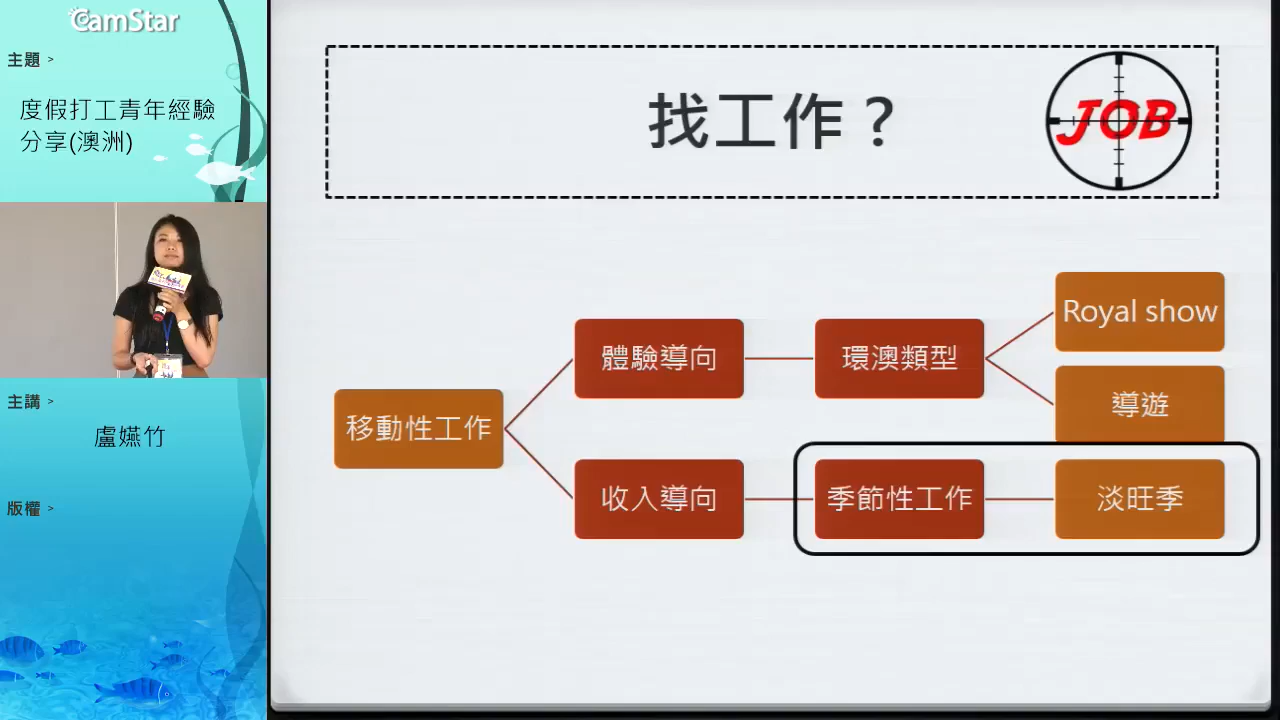 CamStar
主題 >
度假打工青年經驗
分享(澳洲)
主講 >
盧嬿竹
版權 >
找工作？
JOB
Royal show
體驗導向
環澳類型
導遊
移動性工作
收入導向
季節性工作
淡旺季